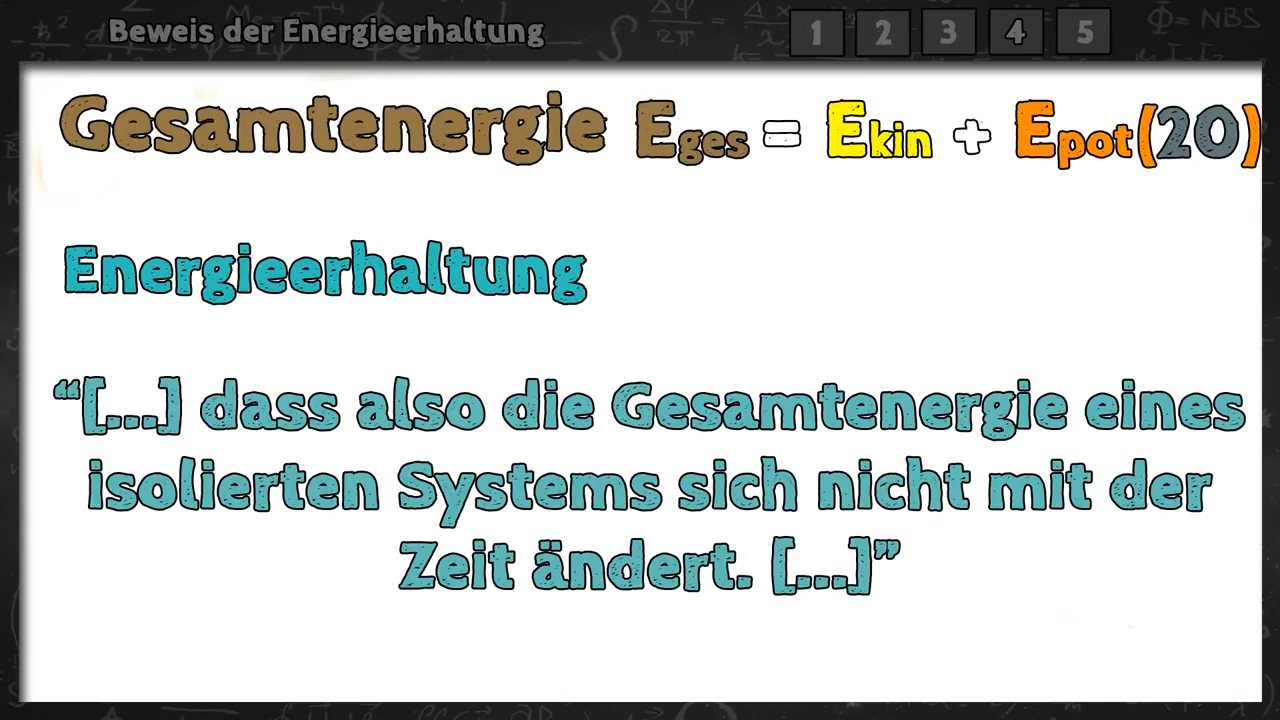 Beweis der Energieerhaltung
1 2 3 4 5
Gesamtenergie Eges = Ekin + Epot(20)
Energieerhaltung
“[...] dass also die Gesamtenergie eines
isolierten Systems sich nicht mit der
Zeit ändert. [...]”